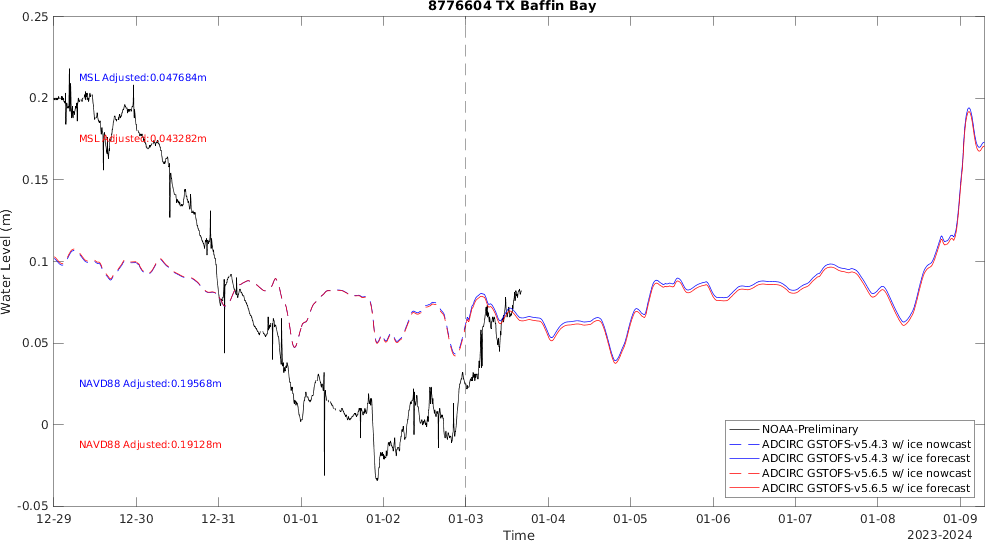 8776604 TX Baffin Bay
0.25
0.2
0.15
0.1
0.05
0
-0.05
Water Level (m)
MSL Adjusted:0.047684m
MSL Adjusted:0.043282m
NAVD88 Adjusted:0.19568m
NAVD88 Adjusted:0.19128m
NOAA-Preliminary
ADCIRC GSTOFS-v5.4.3 w/ ice nowcast
ADCIRC GSTOFS-v5.4.3 w/ ice forecast
ADCIRC GSTOFS-v5.6.5 w/ ice nowcast
ADCIRC GSTOFS-v5.6.5 w/ ice forecast
12-29 12-30 12-31 01-01 01-02 01-03 01-04 01-05 01-06 01-07 01-08 01-09
Time
2023-2024